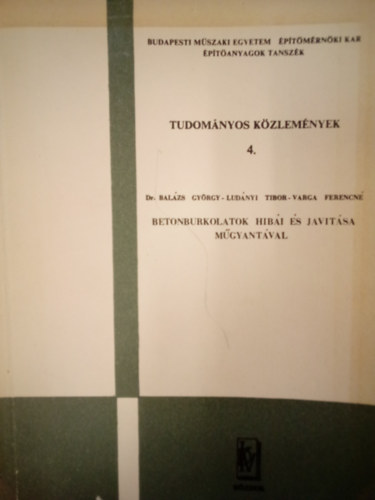 BUDAPESTI MŰSZAKI EGYETEM ÉPÍTŐMÉRNÖKI KAR
ÉPÍTŐANYAGOK TANSZÉK
TUDOMÁNYOS KÖZLEMÉNYEK
4.
Dr. BALÁZS GYÖRGY - LUDÁNYI TIBOR - VARGA FERENCNÉ
BETONBURKOLATOK HIBÁI ÉS JAVITÁSA
MŰGYANTÁVAL